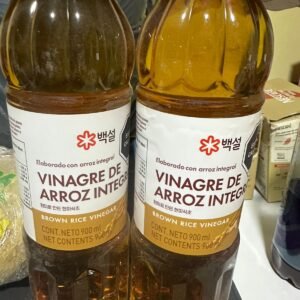 백설
Elaborado con arroz integral
VINAGRE DE
ARROZ INTEG
BROWN RICE VINEGAR
CONT. NETO 900 ml
NET CONTENTS
백설
Elaborado con arroz integral
VINAGRE DE
ARROZ INTEGR
BROWN RICE VINEGAR
CONT. NETO 900 ml
NET CONTENTS